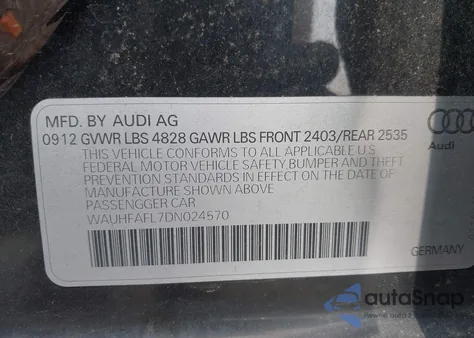 MFD. BY AUDI AG
0912 GVWR LBS 4828 GAWR LBS FRONT 2403/REAR 2535
THIS VEHICLE CONFORMS TO ALL APPLICABLE U.S.
FEDERAL MOTOR VEHICLE SAFETY,BUMPER AND THEFT
PREVENTION STANDARDS IN EFFECT ON THE DATE OF
MANUFACTURE SHOWN ABOVE
PASSENGGER CAR
WAUHFAFL7DN024570
Audi
GERMANY
autoSnap